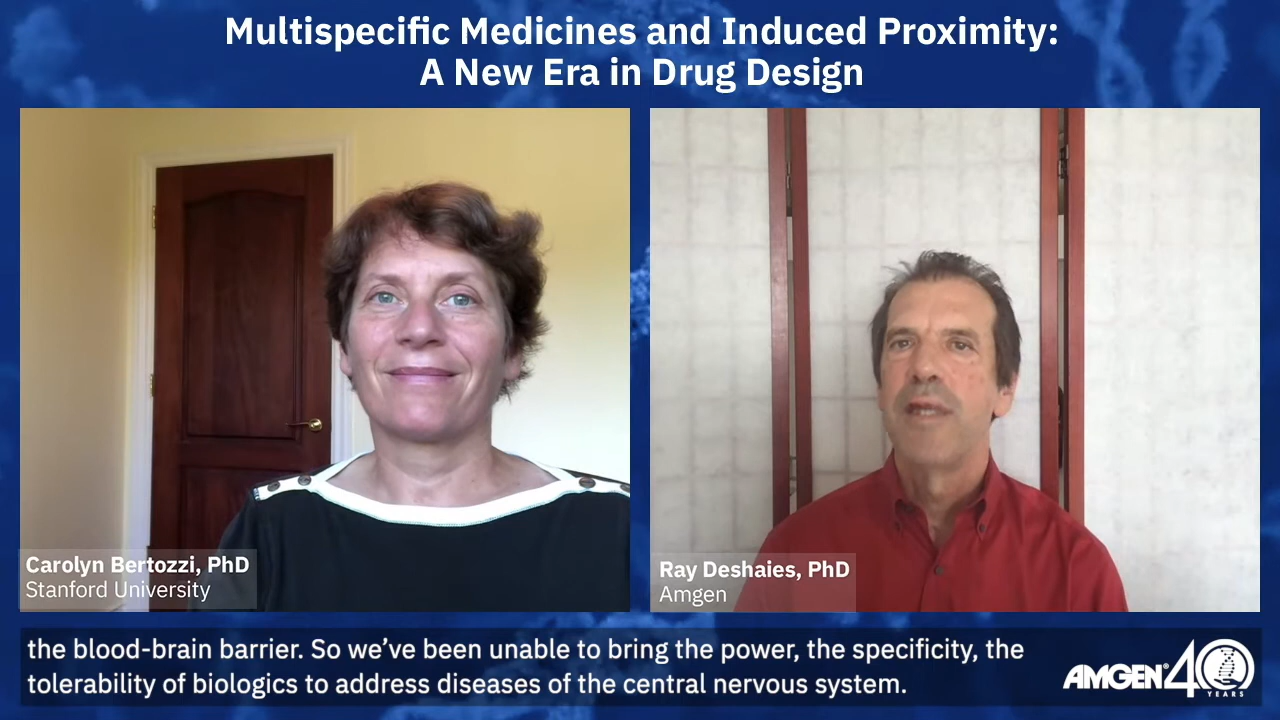 Multispecific Medicines and Induced Proximity:
A New Era in Drug Design
Carolyn Bertozzi, PhD
Stanford University
Ray Deshaies, PhD
Amgen
the blood-brain barrier. So we’ve been unable to bring the power, the specificity, the
tolerability of biologics to address diseases of the central nervous system.
AMGEN® 40
YEARS